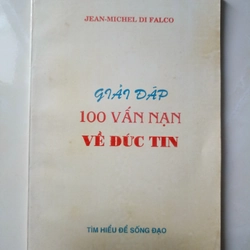 JEAN-MICHEL DI FALCO
GIẢI ĐÁP
100 VẤN NẠN
VỀ ĐỨC TIN
TÌM HIỂU ĐỂ SỐNG ĐẠO